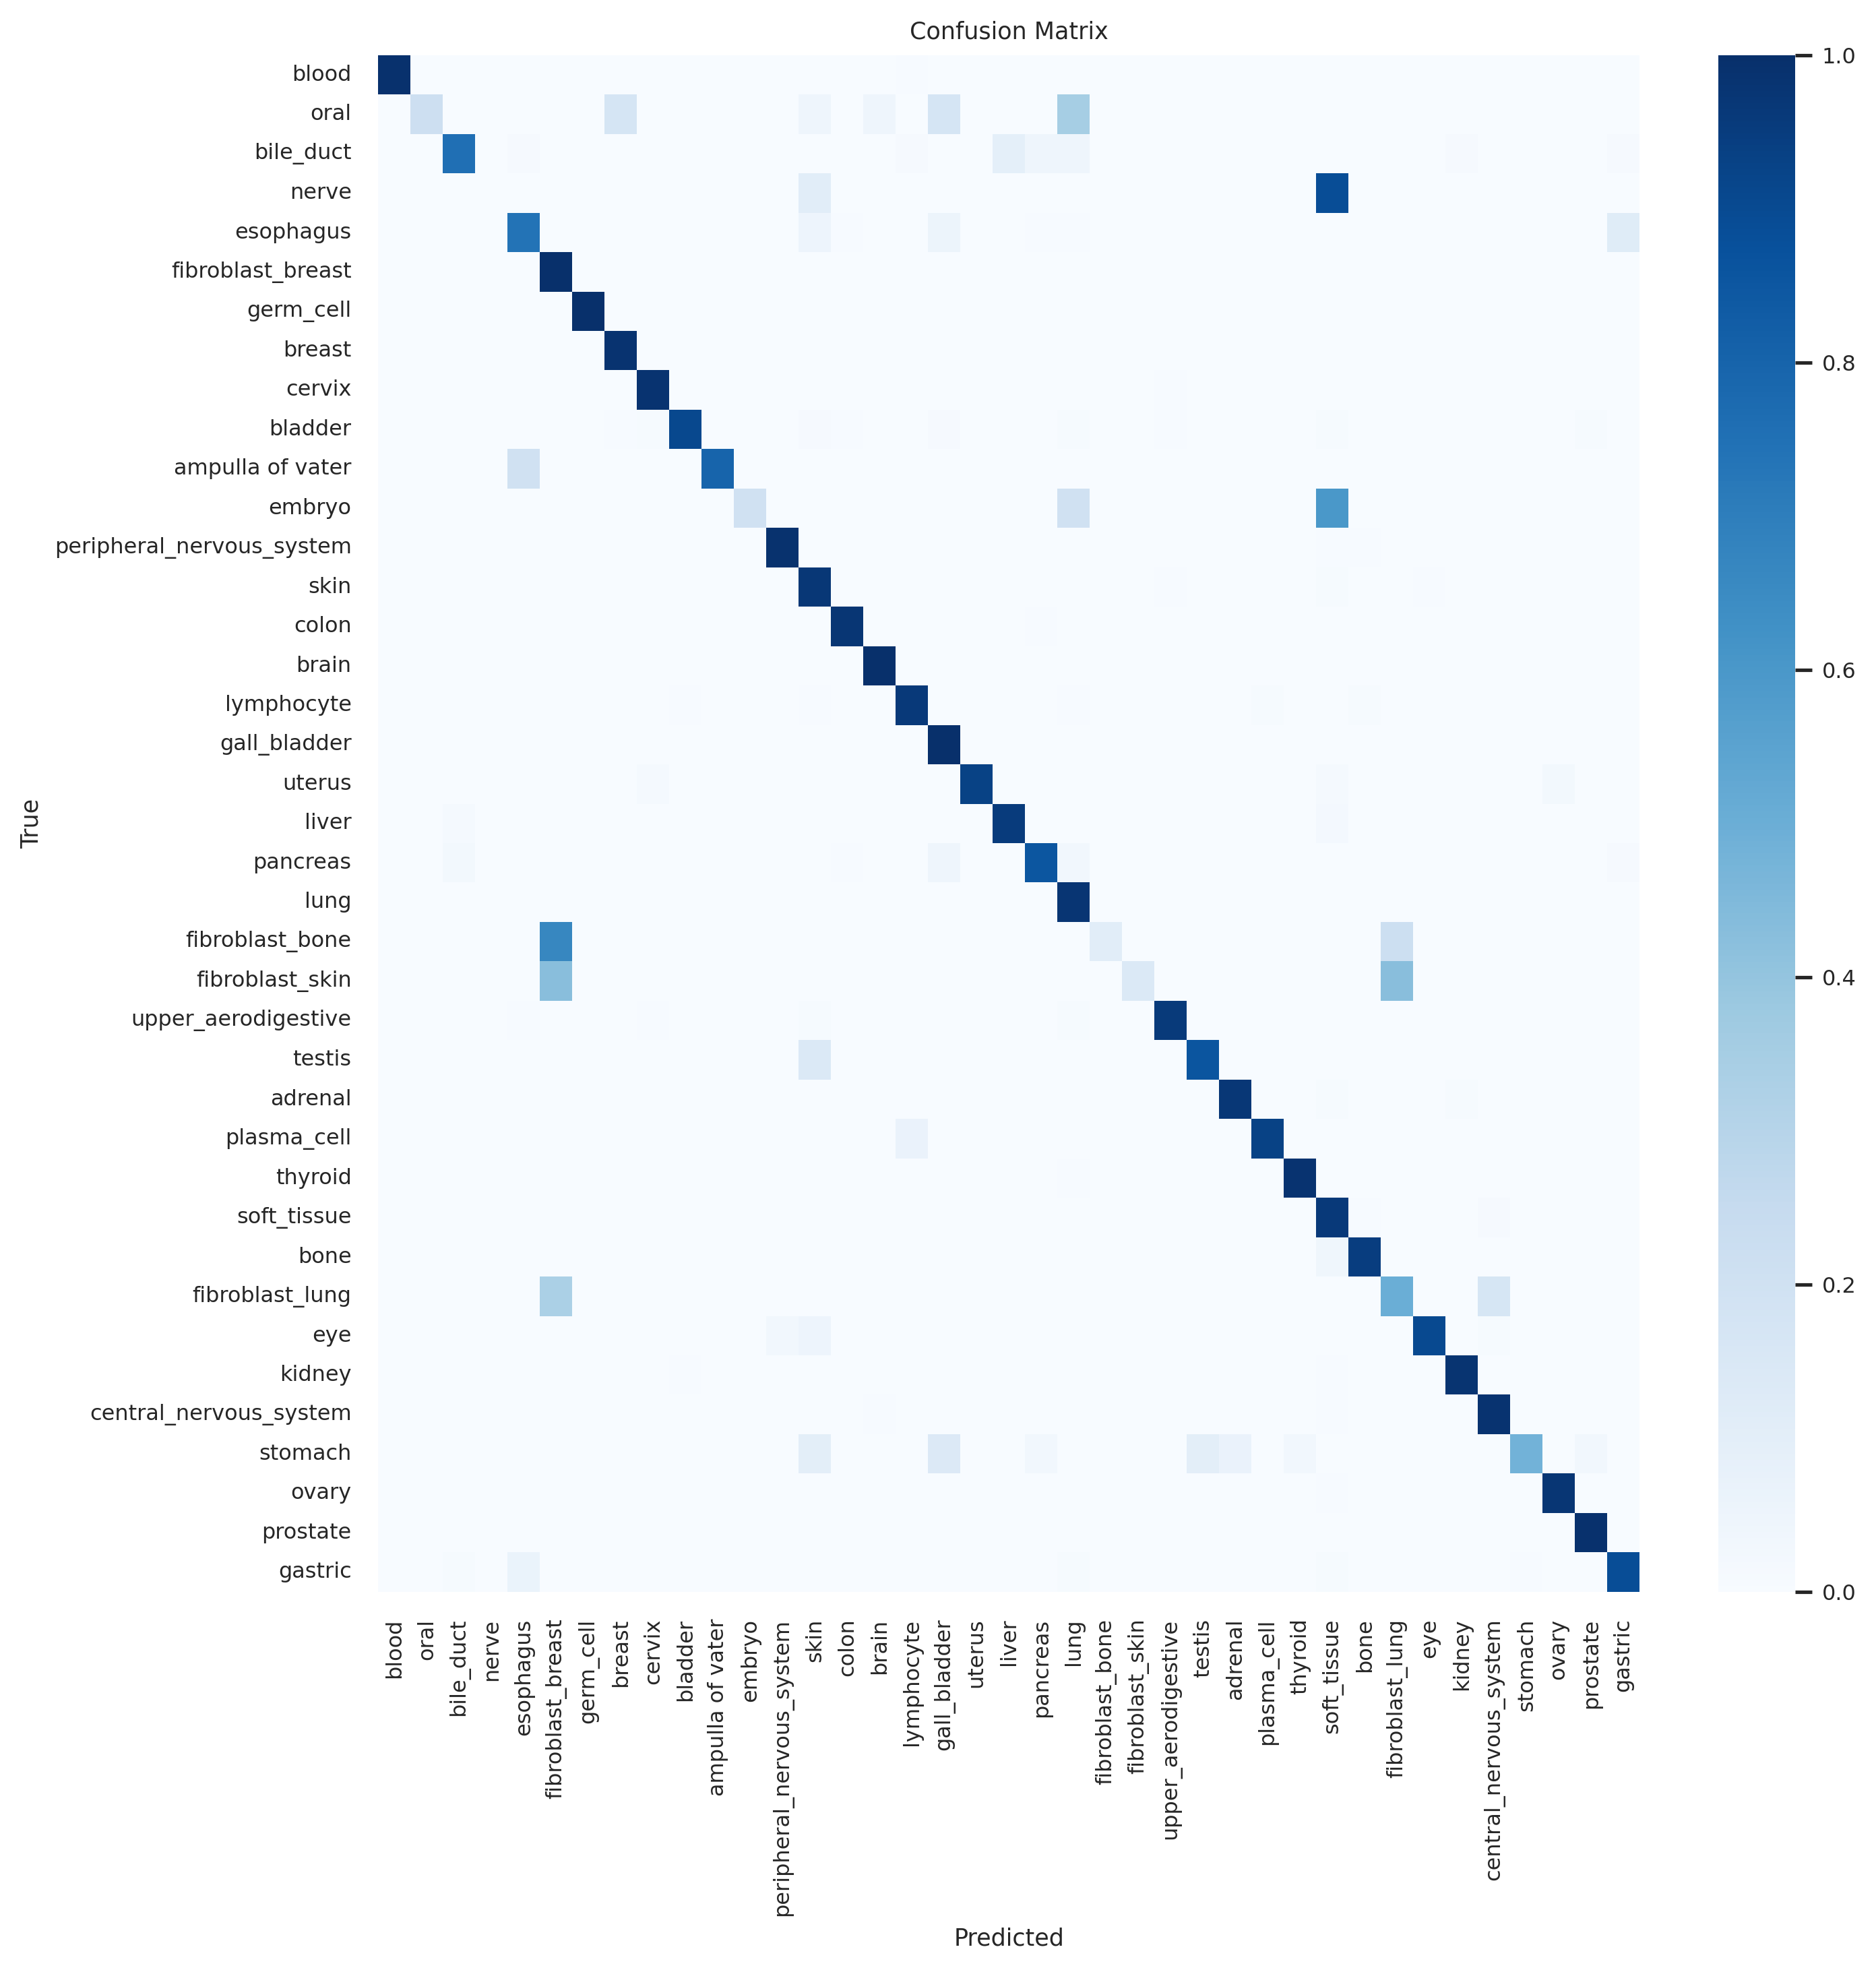 Confusion Matrix
True
blood
oral
bile_duct
nerve
esophagus
fibroblast_breast
germ_cell
breast
cervix
bladder
ampulla of vater
embryo
peripheral_nervous_system
skin
colon
brain
lymphocyte
gall_bladder
uterus
liver
pancreas
lung
fibroblast_bone
fibroblast_skin
upper_aerodigestive
testis
adrenal
plasma_cell
thyroid
soft_tissue
bone
fibroblast_lung
eye
kidney
central_nervous_system
stomach
ovary
prostate
gastric
blood
oral
bile_duct
nerve
esophagus
fibroblast_breast
germ_cell
breast
cervix
bladder
ampulla of vater
embryo
peripheral_nervous_system
skin
colon
brain
lymphocyte
gall_bladder
uterus
liver
pancreas
lung
fibroblast_bone
fibroblast_skin
upper_aerodigestive
testis
adrenal
plasma_cell
thyroid
soft_tissue
bone
fibroblast_lung
eye
kidney
central_nervous_system
stomach
ovary
prostate
gastric
Predicted
1.0
0.8
0.6
0.4
0.2
0.0